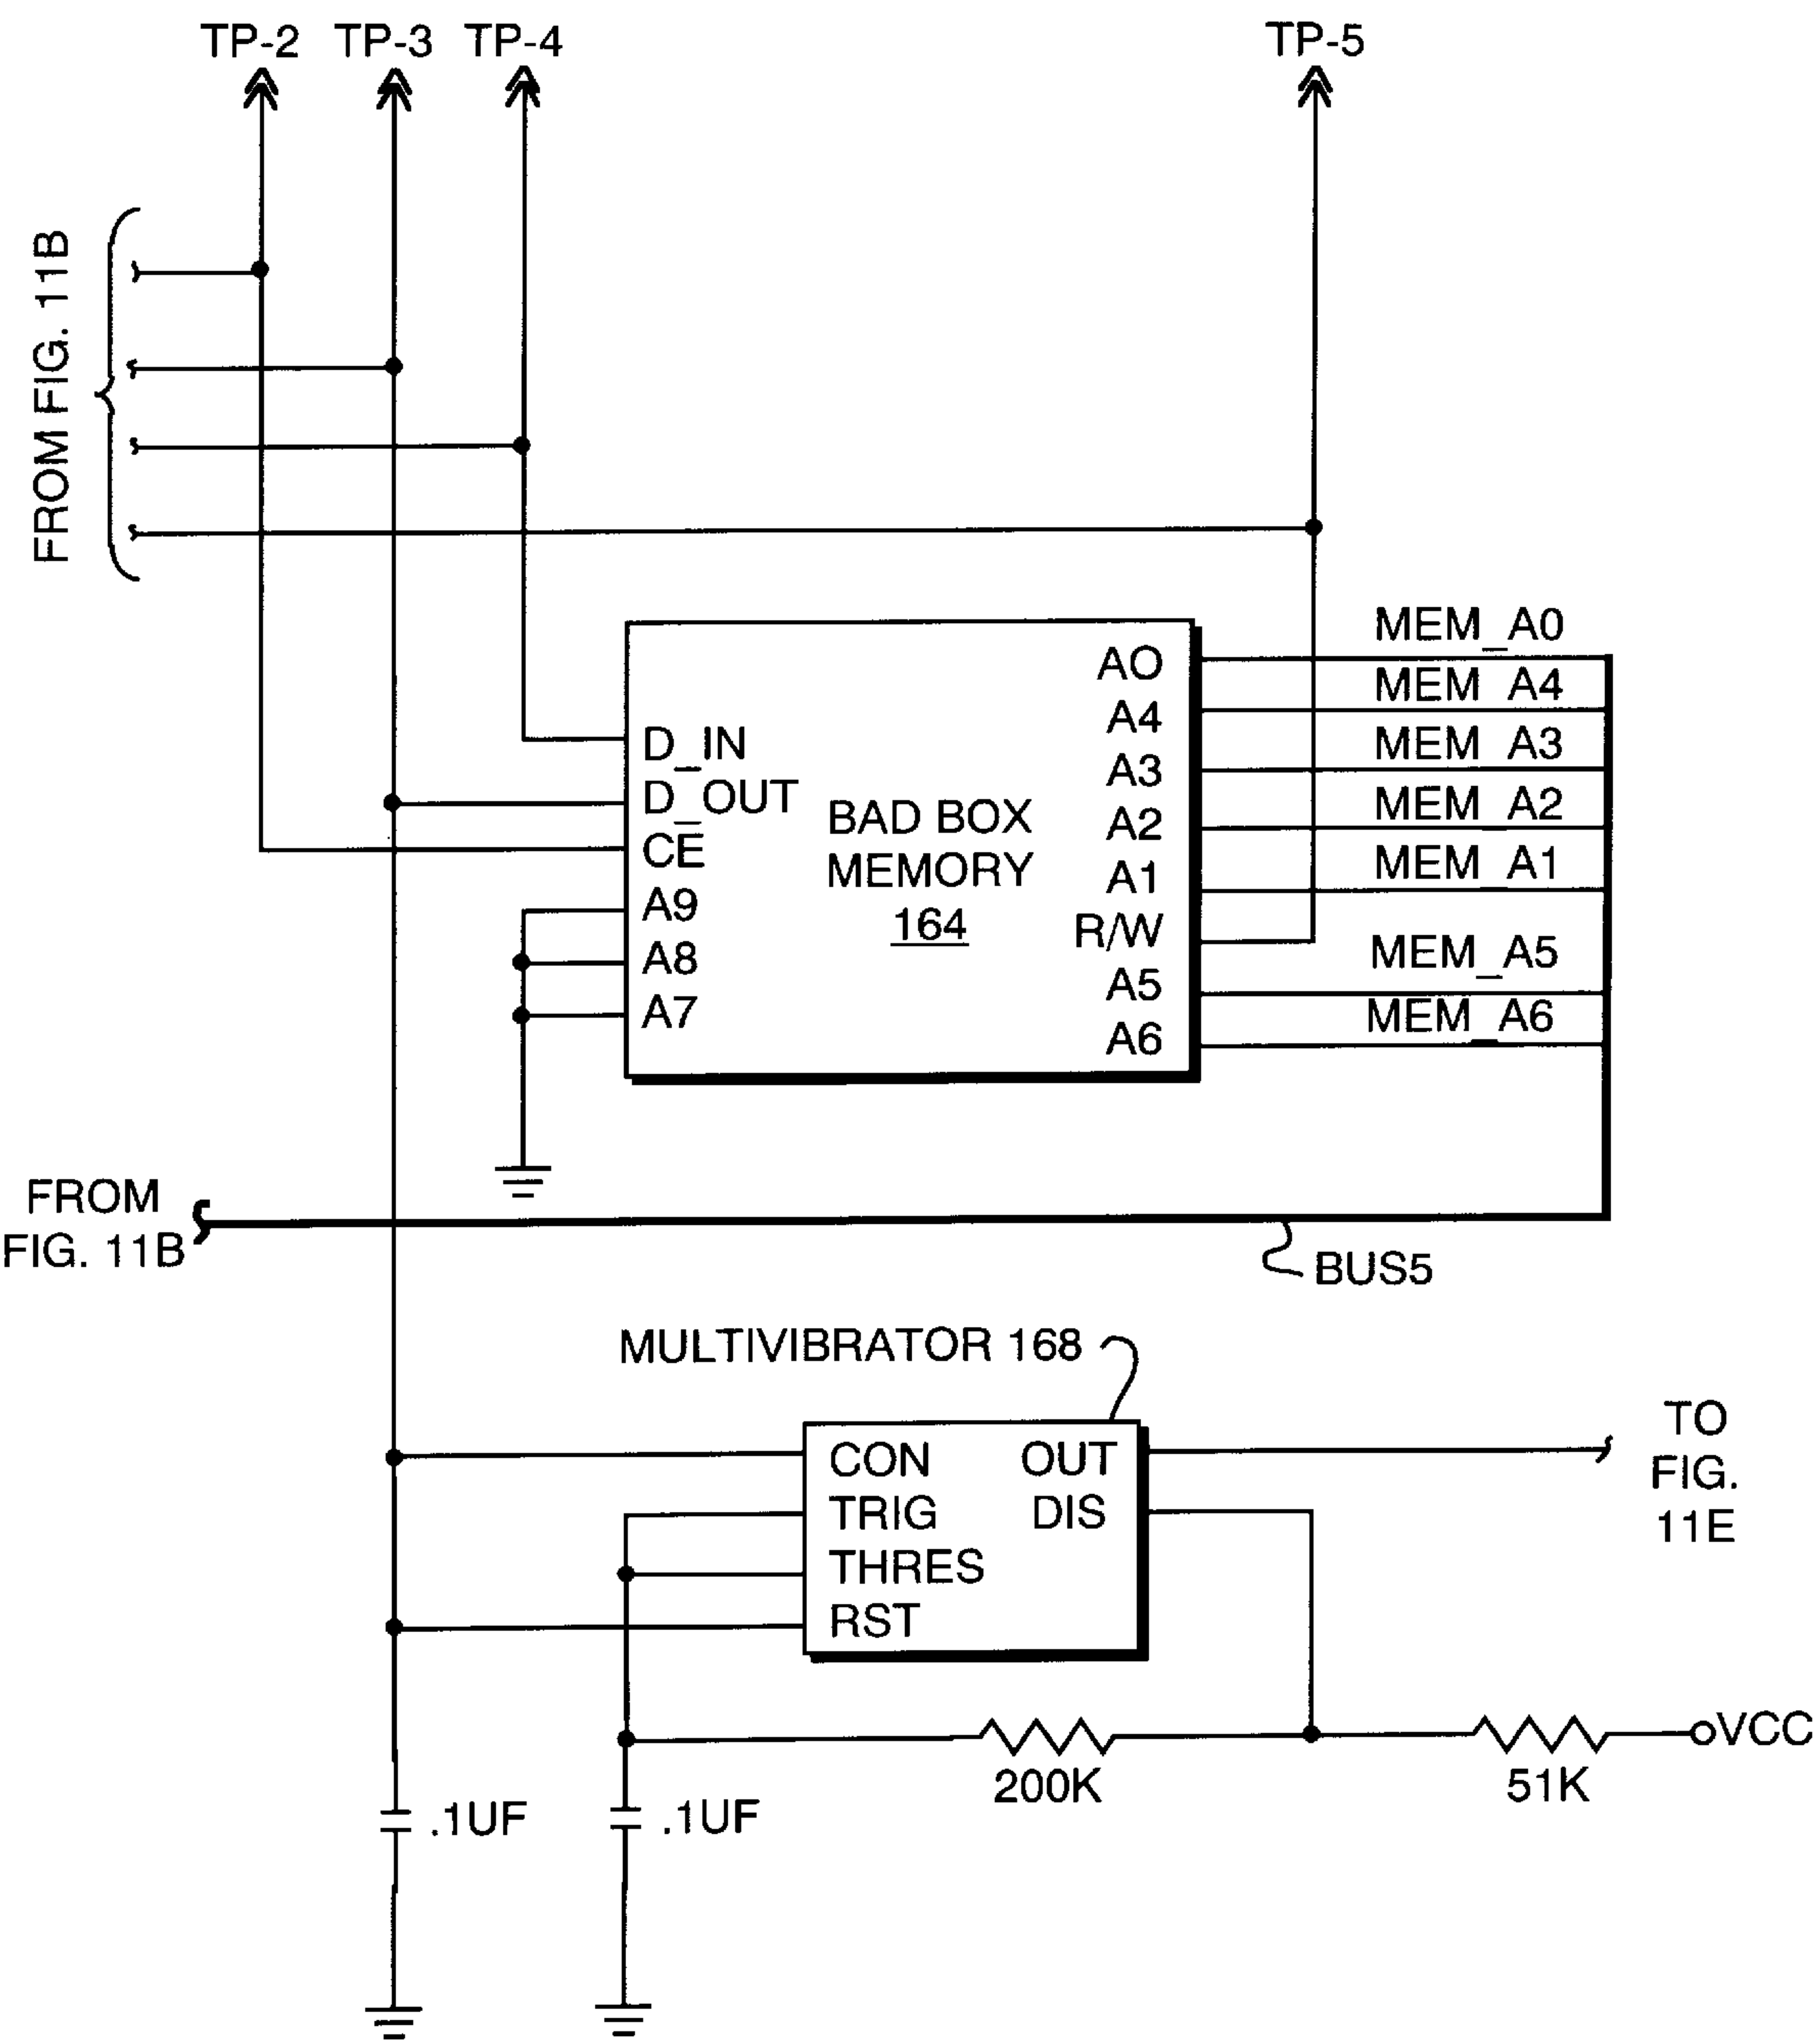 TP-2 TP-3 TP-4 TP-5
FROM FIG. 11B
MEM_A0
AO
MEM_A4
A4
MEM_A3
D_IN
A3
D_OUT
MEM_A2
BAD BOX
A2
CE
MEM_A1
MEMORY
A1
A9
164
R/W
A8
MEM_A5
A5
A7
MEM_A6
A6
FROM
FIG. 11B
BUS5
MULTIVIBRATOR 168
TO
FIG.
11E
CON OUT
TRIG DIS
THRES
RST
VCC
200K 51K
.1UF .1UF